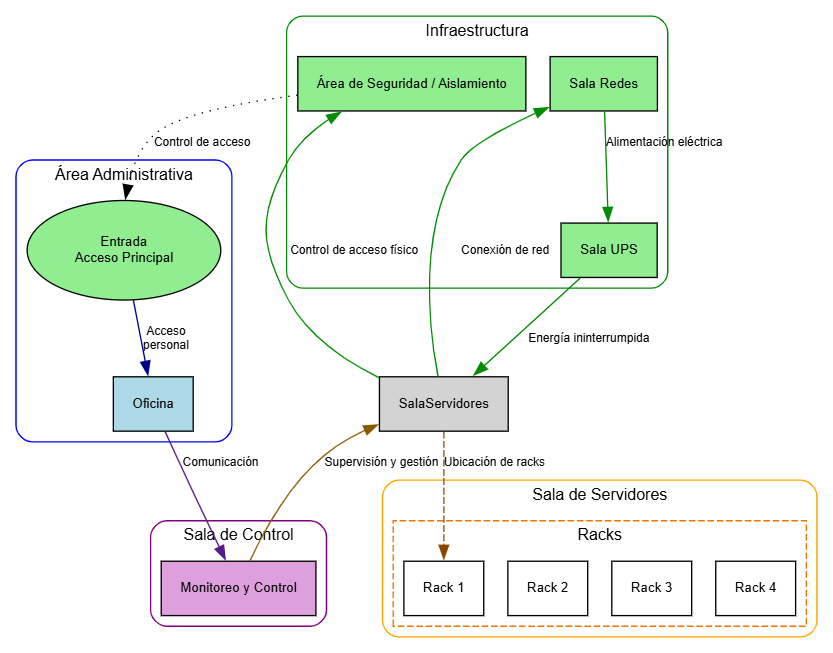 Infraestructura
Área de Seguridad / Aislamiento
Sala Redes
Control de acceso
Alimentación eléctrica
Área Administrativa
Entrada
Acceso Principal
Control de acceso físico
Conexión de red
Sala UPS
Acceso
personal
Energía ininterrumpida
Oficina
SalaServidores
Comunicación
Supervisión y gestión
Ubicación de racks
Sala de Servidores
Sala de Control
Racks
Monitoreo y Control
Rack 1
Rack 2
Rack 3
Rack 4